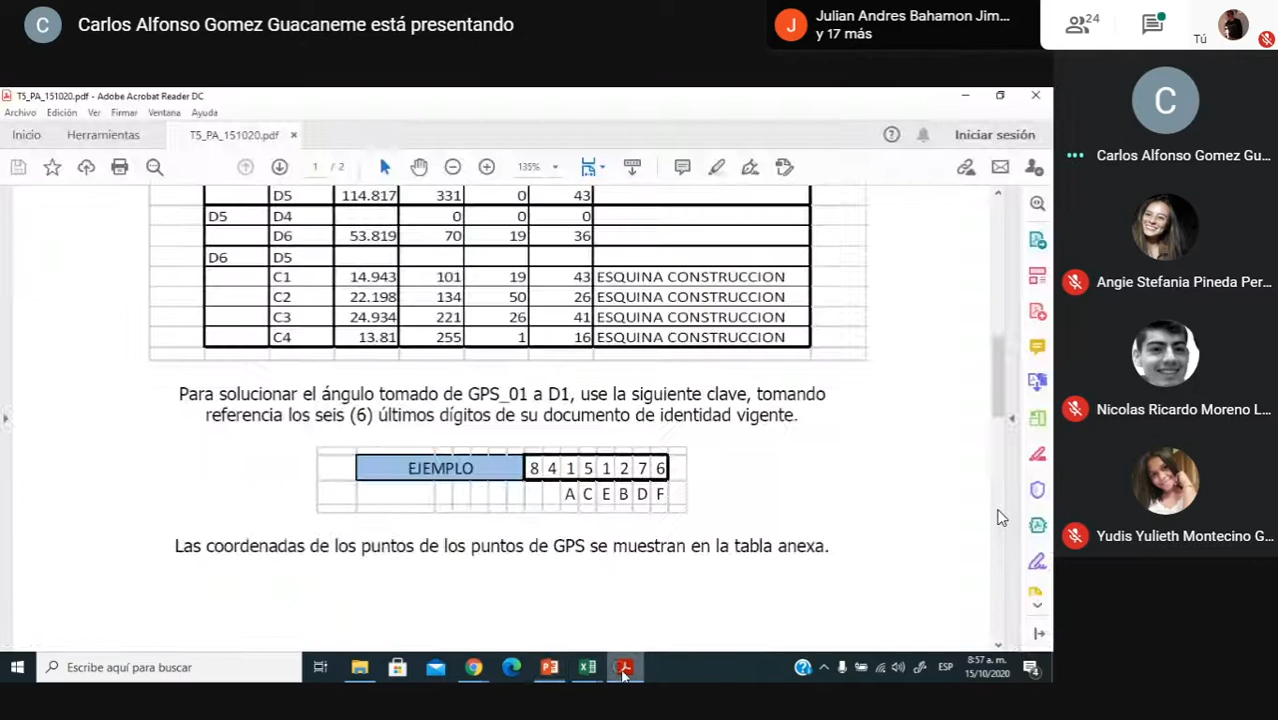 C Carlos Alfonso Gomez Guacaneme está presentando
J Julian Andres Bahamon Jim...
y 17 más
24
Tú
T5_PA_151020.pdf - Adobe Acrobat Reader DC
Archivo Edición Ver Firmar Ventana Ayuda
Inicio Herramientas T5_PA_151020.pdf × Iniciar sesión
1 / 2 135%
D5 114.817 331 0 43
D5 D4 0 0 0
D6 53.819 70 19 36
D6 D5
C1 14.943 101 19 43 ESQUINA CONSTRUCCION
C2 22.198 134 50 26 ESQUINA CONSTRUCCION
C3 24.934 221 26 41 ESQUINA CONSTRUCCION
C4 13.81 255 1 16 ESQUINA CONSTRUCCION
Para solucionar el ángulo tomado de GPS_01 a D1, use la siguiente clave, tomando
referencia los seis (6) últimos dígitos de su documento de identidad vigente.
EJEMPLO 8 4 1 5 1 2 7 6
A C E B D F
Las coordenadas de los puntos de los puntos de GPS se muestran en la tabla anexa.
C
Carlos Alfonso Gomez Gu...
Angie Stefania Pineda Per...
Nicolas Ricardo Moreno L...
Yudis Yulieth Montecino G...
Escribe aquí para buscar
ESP
8:57 a. m.
15/10/2020
4